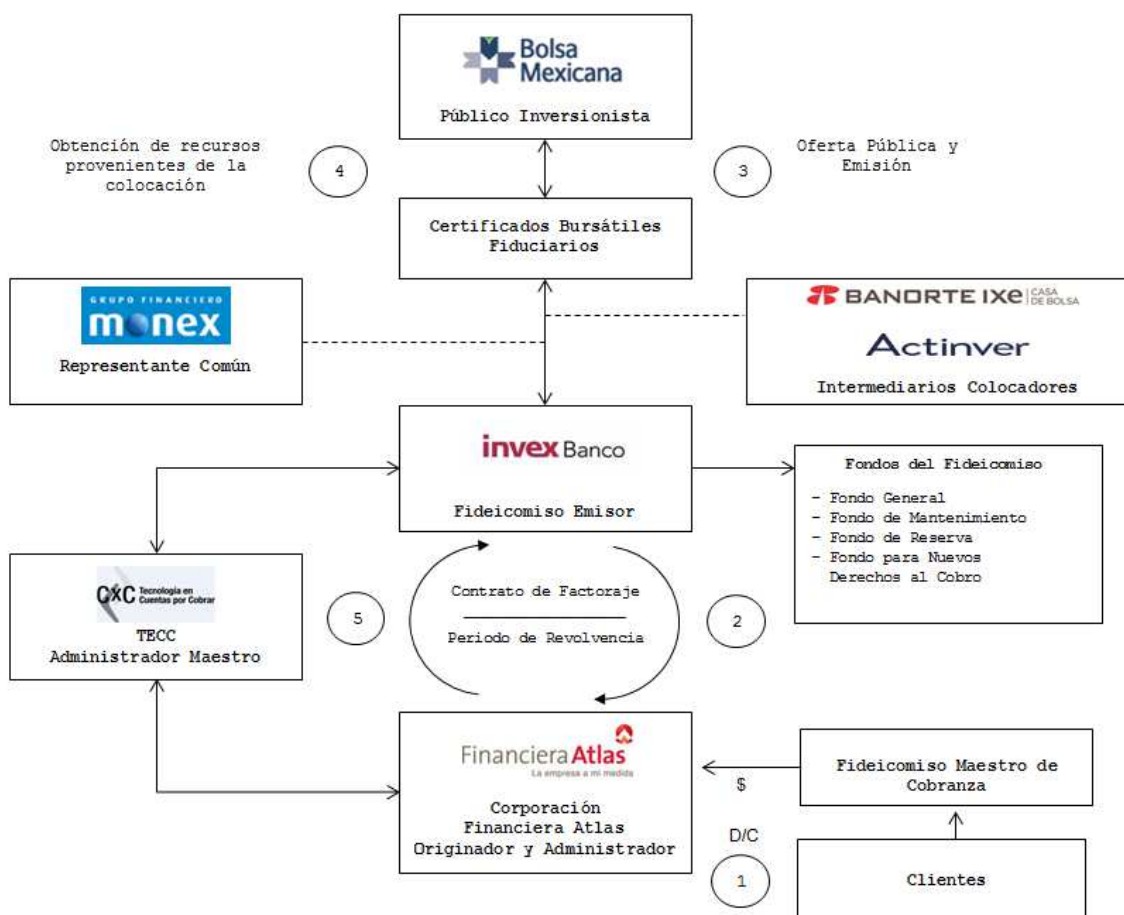 Bolsa
Mexicana
Público Inversionista
Obtención de recursos
provenientes de la
colocación
4
3
Oferta Pública y
Emisión
Certificados Bursátiles
Fiduciarios
GRUPO FINANCIERO
monex
Representante Común
BANORTE IXE CASA
DE BOLSA
Actinver
Intermediarios Colocadores
invex Banco
Fideicomiso Emisor
Fondos del Fideicomiso
- Fondo General
- Fondo de Mantenimiento
- Fondo de Reserva
- Fondo para Nuevos
Derechos al Cobro
CXC Tecnología en
Cuentas por Cobrar
TECC
Administrador Maestro
5
Contrato de Factoraje
Periodo de Revolvencia
2
Financiera Atlas
La empresa a mi medida
Corporación
Financiera Atlas
Originador y Administrador
$
Fideicomiso Maestro de
Cobranza
D/C
1
Clientes